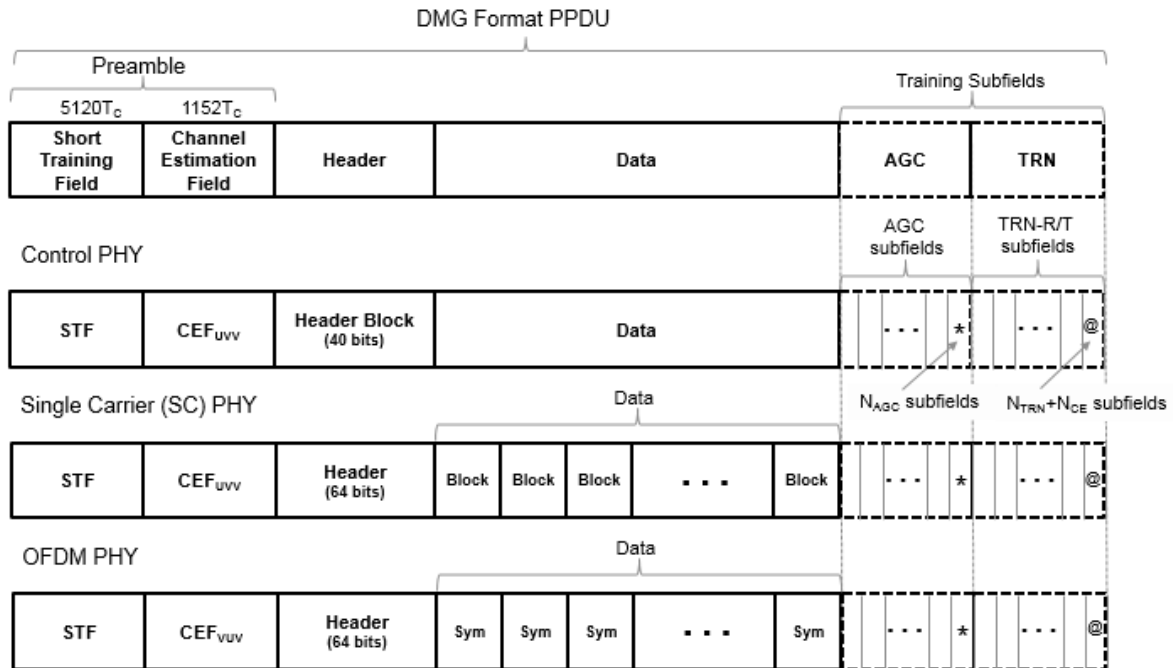 DMG Format PPDU
Preamble
Training Subfields
5120Tc 1152Tc
Short Training Field
Channel Estimation Field
Header
Data
AGC
TRN
AGC subfields
TRN-R/T subfields
Control PHY
STF
CEFUVV
Header Block
(40 bits)
Data
- - -
*
- - -
@
NAGC subfields
NTRN+NCE subfields
Single Carrier (SC) PHY
Data
STF
CEFUVV
Header
(64 bits)
Block Block Block - - - Block
- - -
*
- - -
@
OFDM PHY
Data
STF
CEFVUV
Header
(64 bits)
Sym Sym Sym - - - Sym
- - -
*
- - -
@